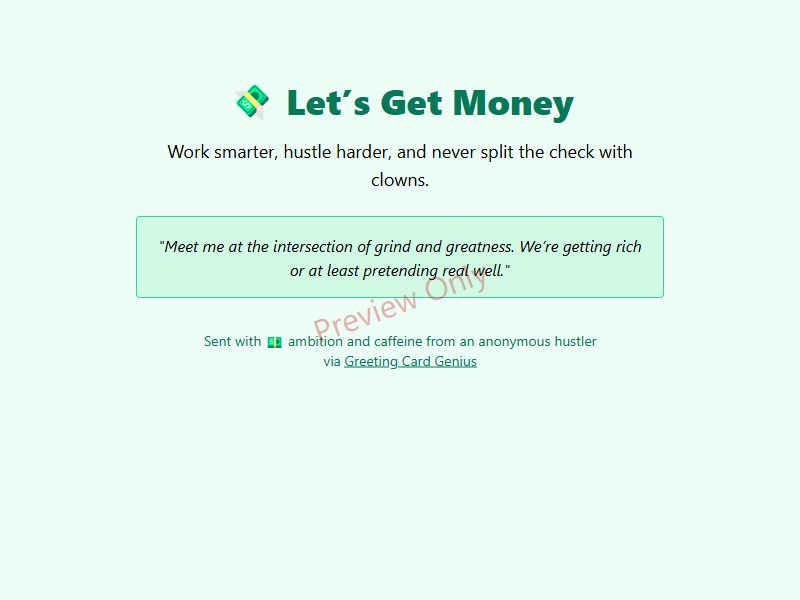 💸 Let's Get Money
Work smarter, hustle harder, and never split the check with
clowns.
"Meet me at the intersection of grind and greatness. We're getting rich
or at least pretending real well."
Preview Only
Sent with 💵 ambition and caffeine from an anonymous hustler
via Greeting Card Genius